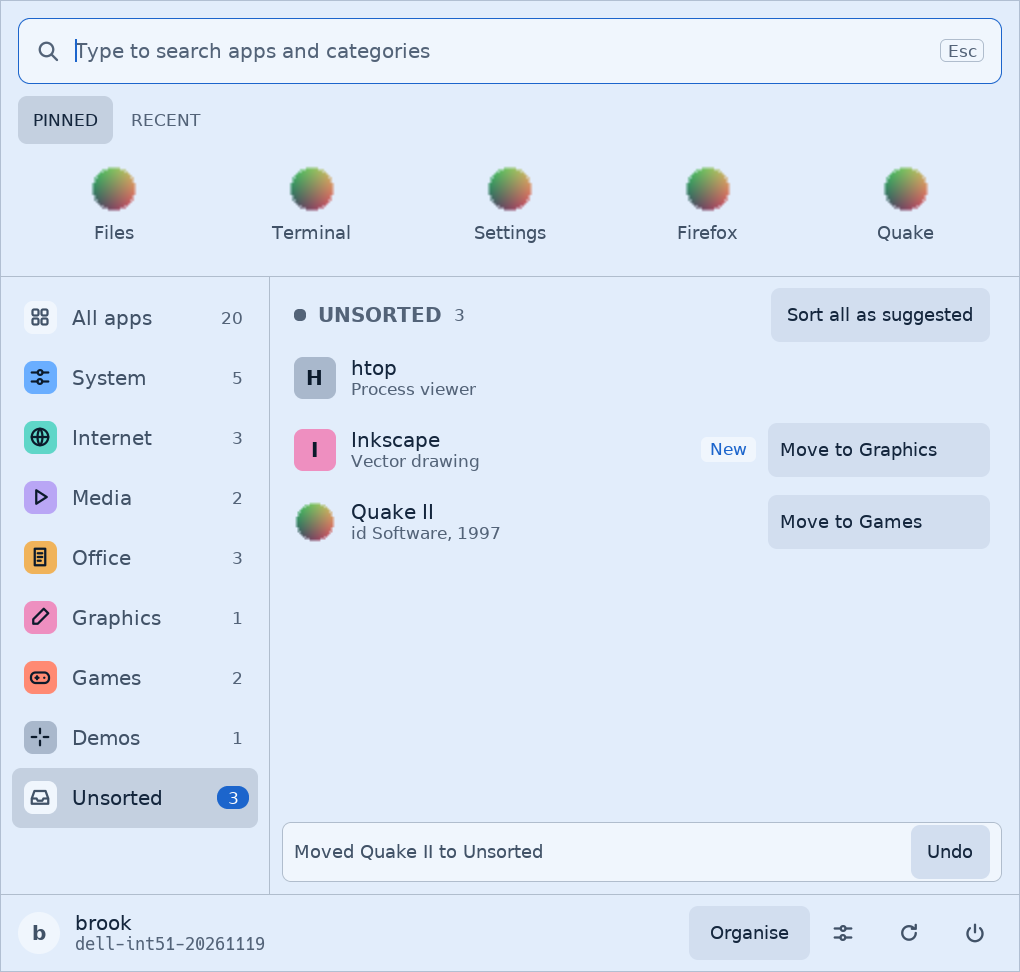 Type to search apps and categories
Esc
PINNED RECENT
Files Terminal Settings Firefox Quake
All apps 20
System 5
Internet 3
Media 2
Office 3
Graphics 1
Games 2
Demos 1
Unsorted 3
UNSORTED 3
Sort all as suggested
H
htop
Process viewer
I
Inkscape
Vector drawing
New
Move to Graphics
Quake II
id Software, 1997
Move to Games
Moved Quake II to Unsorted
Undo
b
brook
dell-int51-20261119
Organise